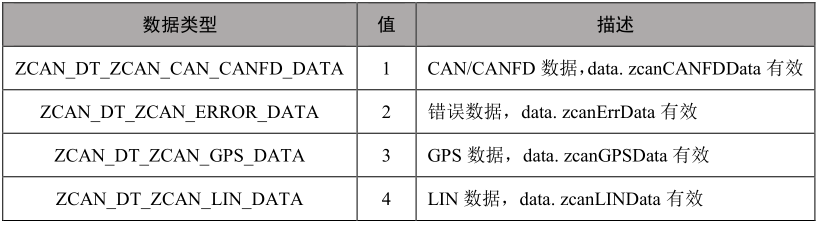 数据类型 值 描述
ZCAN_DT_ZCAN_CAN_CANFD_DATA 1 CAN/CANFD 数据，data. zcanCANFDData 有效
ZCAN_DT_ZCAN_ERROR_DATA 2 错误数据，data. zcanErrData 有效
ZCAN_DT_ZCAN_GPS_DATA 3 GPS 数据，data. zcanGPSData 有效
ZCAN_DT_ZCAN_LIN_DATA 4 LIN 数据，data. zcanLINData 有效